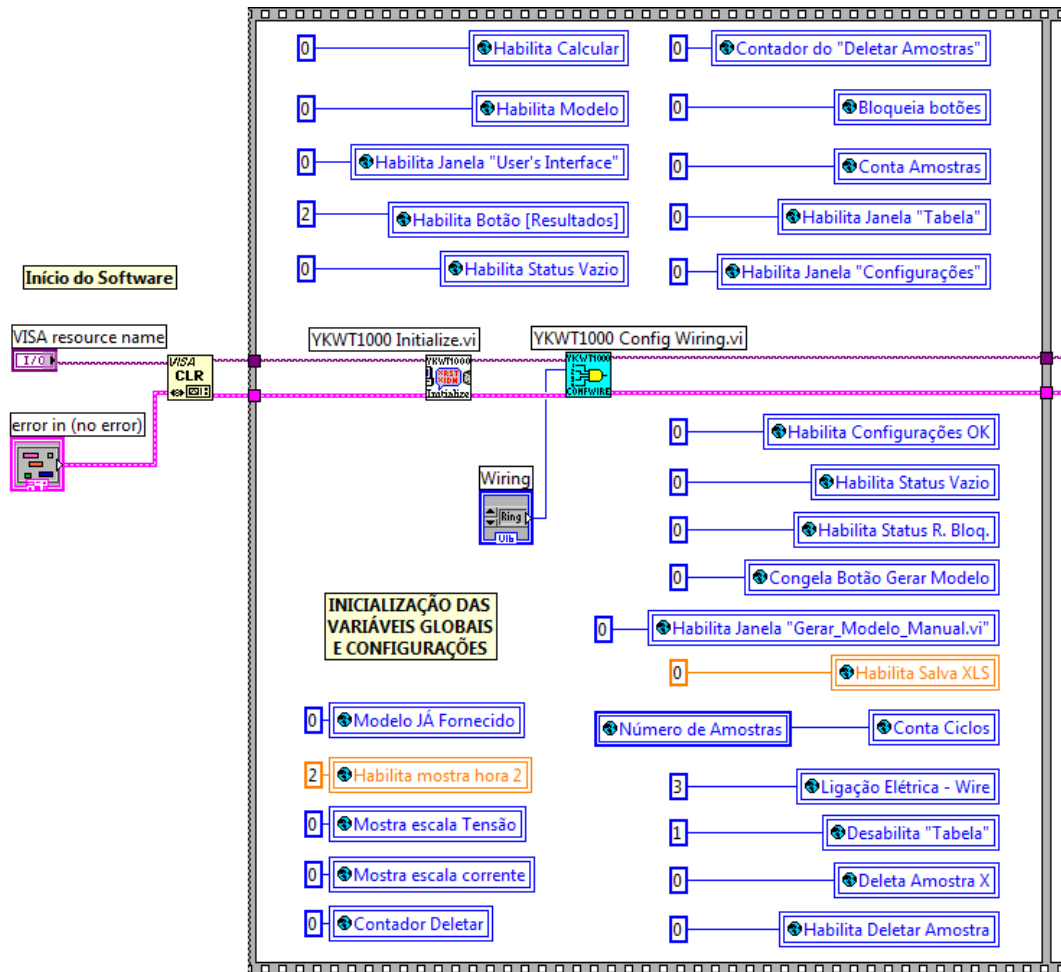 0 Habilita Calcular
0 Contador do "Deletar Amostras"
0 Habilita Modelo
0 Bloqueia botões
0 Habilita Janela "User's Interface"
0 Conta Amostras
2 Habilita Botão [Resultados]
0 Habilita Janela "Tabela"
0 Habilita Status Vazio
0 Habilita Janela "Configurações"
Início do Software
VISA resource name
I/O
VISA
CLR
YKWT1000 Initialize.vi
YKWT1000
*RST
*IDN
Initialize
YKWT1000 Config Wiring.vi
YKWT1000
CONFWIRE
error in (no error)
Wiring
Ring
U16
0 Habilita Configurações OK
0 Habilita Status Vazio
0 Habilita Status R. Bloq.
0 Congela Botão Gerar Modelo
INICIALIZAÇÃO DAS
VARIÁVEIS GLOBAIS
E CONFIGURAÇÕES
0 Habilita Janela "Gerar_Modelo_Manual.vi"
0 Habilita Salva XLS
0 Modelo JÁ Fornecido
Número de Amostras Conta Ciclos
2 Habilita mostra hora 2
3 Ligação Elétrica - Wire
0 Mostra escala Tensão
1 Desabilita "Tabela"
0 Mostra escala corrente
0 Deleta Amostra X
0 Contador Deletar
0 Habilita Deletar Amostra